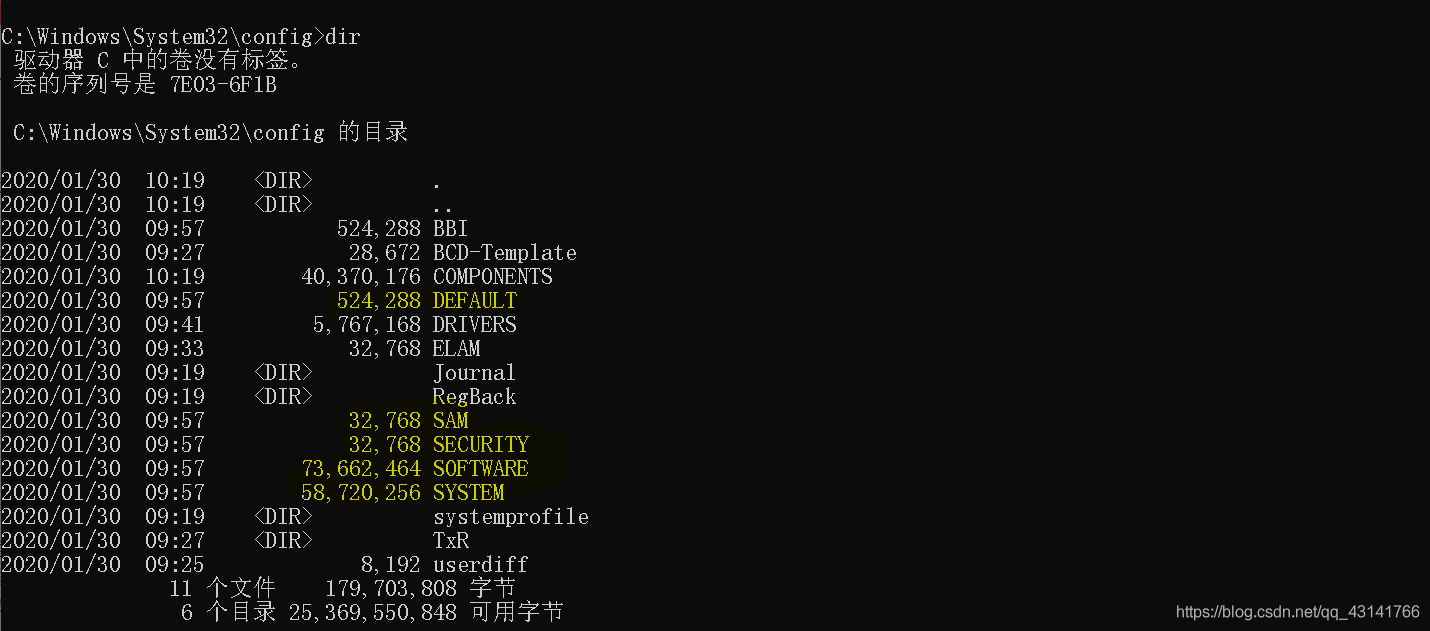 C:\Windows\System32\config>dir
驱动器 C 中的卷没有标签。
卷的序列号是 7E03-6F1B
C:\Windows\System32\config 的目录
2020/01/30  10:19    <DIR>          .
2020/01/30  10:19    <DIR>          ..
2020/01/30  09:57           524,288 BBI
2020/01/30  09:27            28,672 BCD-Template
2020/01/30  10:19        40,370,176 COMPONENTS
2020/01/30  09:57           524,288 DEFAULT
2020/01/30  09:41         5,767,168 DRIVERS
2020/01/30  09:33            32,768 ELAM
2020/01/30  09:19    <DIR>          Journal
2020/01/30  09:19    <DIR>          RegBack
2020/01/30  09:57            32,768 SAM
2020/01/30  09:57            32,768 SECURITY
2020/01/30  09:57        73,662,464 SOFTWARE
2020/01/30  09:57        58,720,256 SYSTEM
2020/01/30  09:19    <DIR>          systemprofile
2020/01/30  09:27    <DIR>          TxR
2020/01/30  09:25             8,192 userdiff
11 个文件    179,703,808 字节
6 个目录 25,369,550,848 可用字节
https://blog.csdn.net/qq_43141766